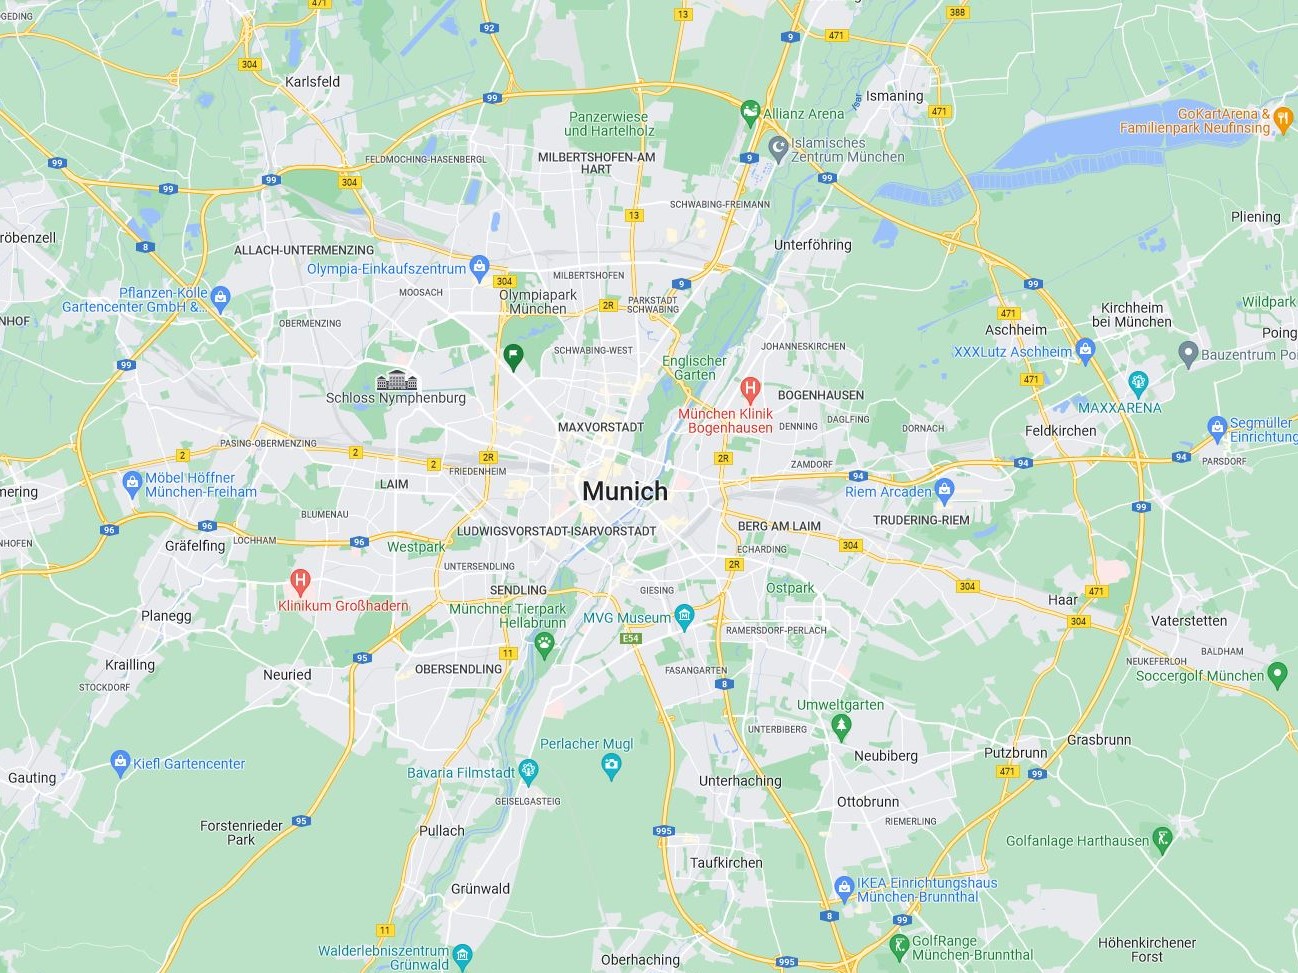 471
13
388
GEDING
92
9
471
304
Karlsfeld
99
Ismaning
471
Isar
Allianz Arena
GoKartArena &
Familienpark Neufinsing
Panzerwiese
und Hartelholz
Islamisches
Zentrum München
99
FELDMOCHING-HASENBERGL
MILBERTSHOFEN-AM
HART
9
99
99
304
99
SCHWABING-FREIMANN
13
Pliening
röbenzell
8
ALLACH-UNTERMENZING
Unterföhring
Olympia-Einkaufszentrum
MILBERTSHOFEN
304
9
99
Pflanzen-Kölle
Gartencenter GmbH &...
MOOSACH
Olympiapark
München
2R
PARKSTADT
SCHWABING
471
Kirchheim
bei München
Wildpark
NHOF
OBERMENZING
Aschheim
Poing
SCHWABING-WEST
JOHANNESKIRCHEN
XXXLutz Aschheim
Bauzentrum Poi
99
Englischer
Garten
471
Schloss Nymphenburg
BOGENHAUSEN
MAXXARENA
München Klinik
Bogenhausen
MAXVORSTADT
DENNING
DAGLFING
DORNACH
Feldkirchen
Segmüller
Einrichtung
PASING-OBERMENZING
2
2
2
2R
2R
ZAMDORF
94
94
94
PARSDORF
FRIEDENHEIM
Möbel Höffner
München-Freiham
LAIM
mering
Munich
Riem Arcaden
99
BLUMENAU
96
96
LUDWIGSVORSTADT-ISARVORSTADT
BERG AM LAIM
TRUDERING-RIEM
NHOFEN
Gräfelfing
LOCHHAM
96
Westpark
ECHARDING
304
UNTERSENDLING
2R
SENDLING
GIESING
Ostpark
304
Haar
471
Klinikum Großhadern
Planegg
Münchner Tierpark
Hellabrunn
MVG Museum
304
Vaterstetten
RAMERSDORF-PERLACH
E54
95
11
BALDHAM
NEUKEFERLOH
Krailling
OBERSENDLING
FASANGARTEN
Neuried
Soccergolf München
STOCKDORF
8
Umweltgarten
UNTERBIBERG
Perlacher Mugl
Neubiberg
Putzbrunn
Grasbrunn
Kiefl Gartencenter
Gauting
Bavaria Filmstadt
Unterhaching
471
99
GEISELGASTEIG
Ottobrunn
95
Forstenrieder
Park
Pullach
995
RIEMERLING
Golfanlage Harthausen
Taufkirchen
Grünwald
IKEA Einrichtungshaus
München-Brunnthal
8
99
11
GolfRange
München-Brunnthal
Höhenkirchener
Forst
Walderlebniszentrum
Grünwald
Oberhaching
995